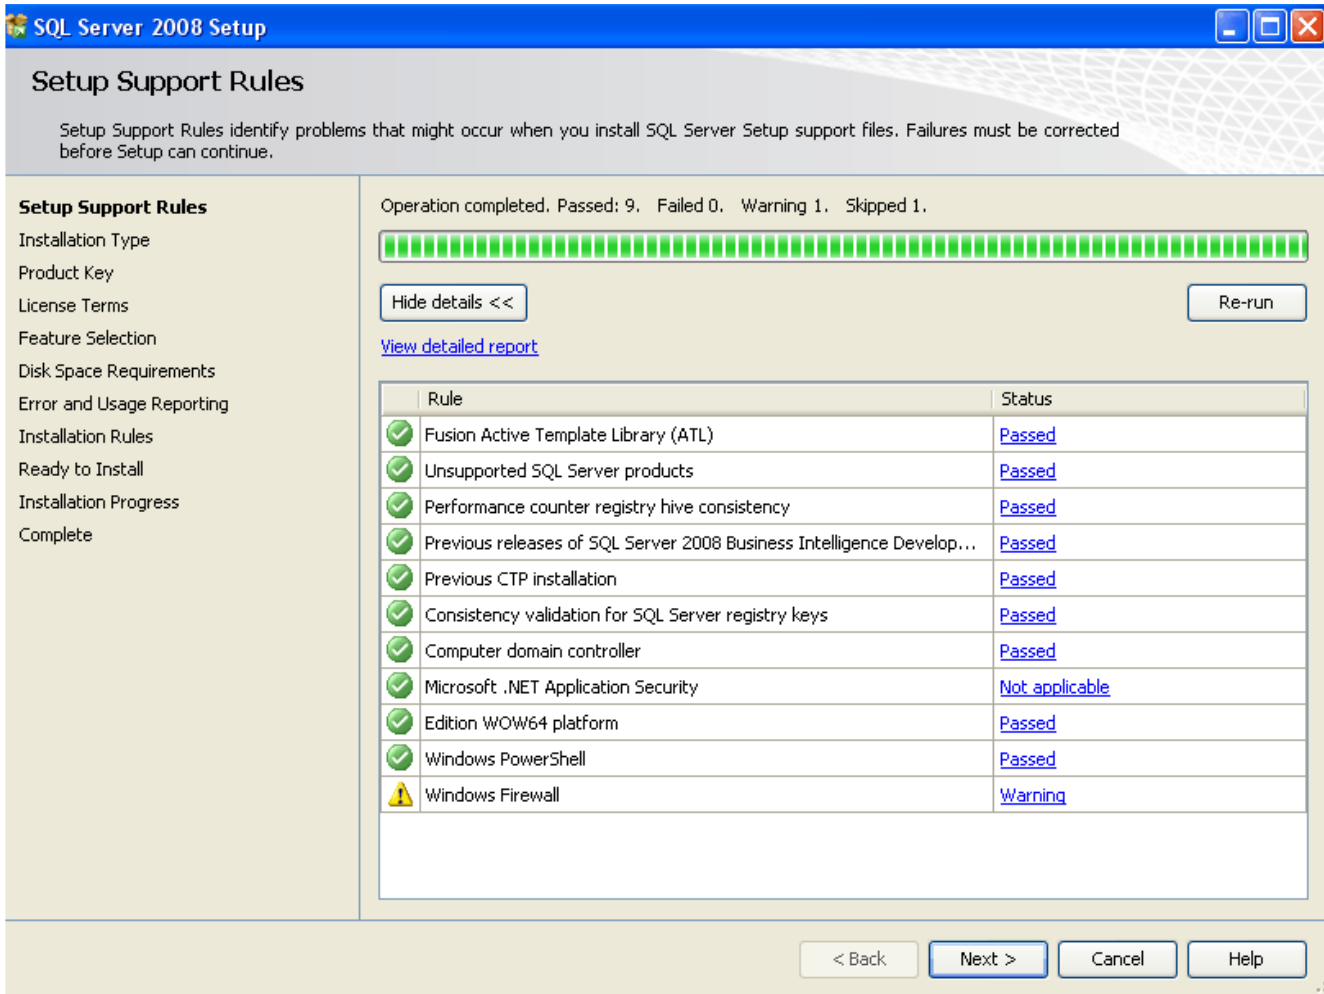 SQL Server 2008 Setup
Setup Support Rules
Setup Support Rules identify problems that might occur when you install SQL Server Setup support files. Failures must be corrected
before Setup can continue.
Setup Support Rules
Installation Type
Product Key
License Terms
Feature Selection
Disk Space Requirements
Error and Usage Reporting
Installation Rules
Ready to Install
Installation Progress
Complete
Operation completed. Passed: 9. Failed 0. Warning 1. Skipped 1.
Hide details <<
Re-run
View detailed report
Rule Status
Fusion Active Template Library (ATL) Passed
Unsupported SQL Server products Passed
Performance counter registry hive consistency Passed
Previous releases of SQL Server 2008 Business Intelligence Develop... Passed
Previous CTP installation Passed
Consistency validation for SQL Server registry keys Passed
Computer domain controller Passed
Microsoft .NET Application Security Not applicable
Edition WOW64 platform Passed
Windows PowerShell Passed
Windows Firewall Warning
< Back Next > Cancel Help